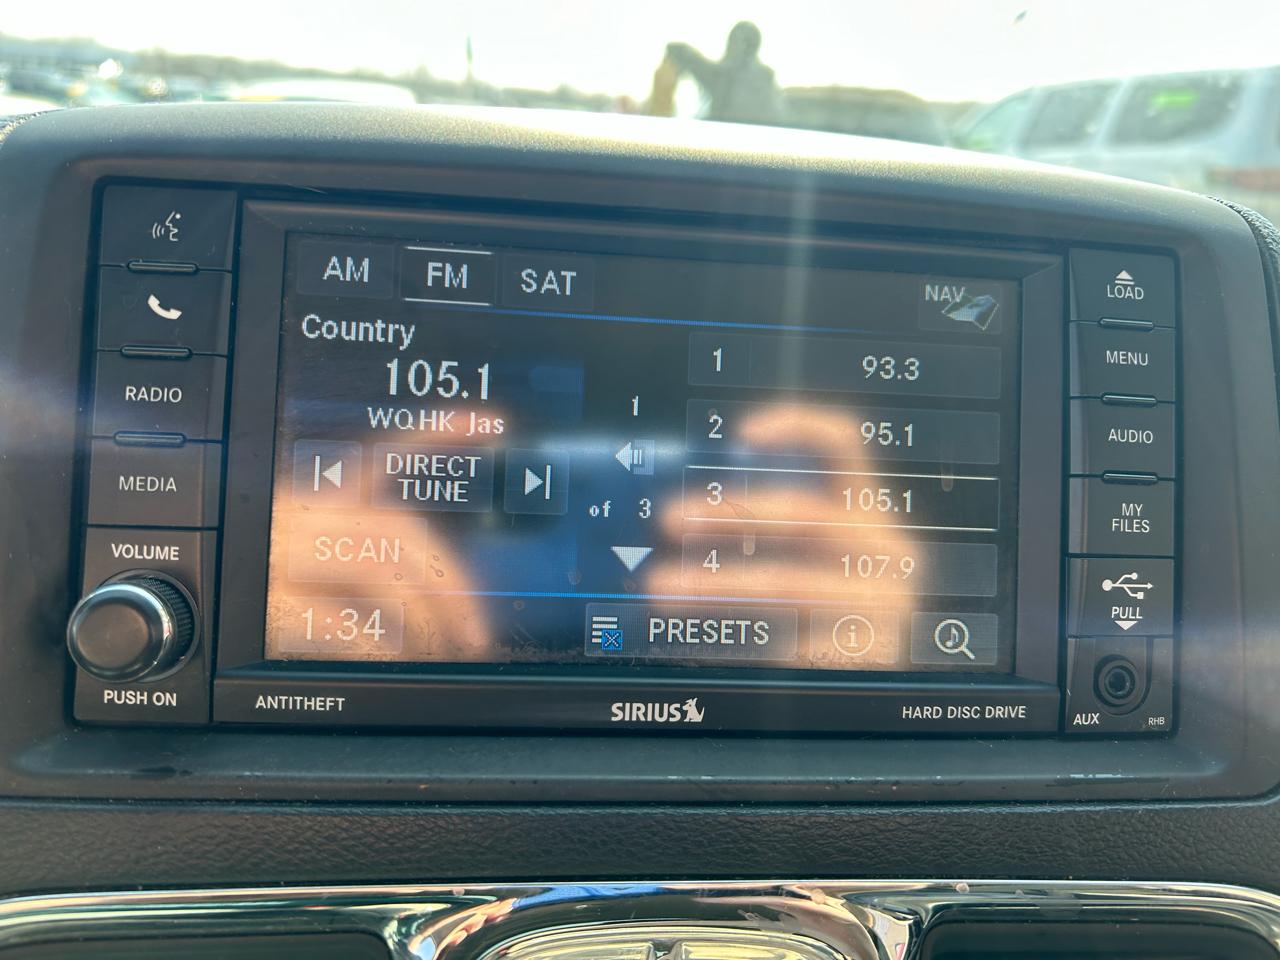 AM
FM
SAT
NAV
Country
105.1
WQHK Jas
DIRECT
TUNE
SCAN
1:34
1
of 3
1 93.3
2 95.1
3 105.1
4 107.9
PRESETS
i
RADIO
MEDIA
VOLUME
PUSH ON
ANTITHEFT
SIRIUS
HARD DISC DRIVE
LOAD
MENU
AUDIO
MY
FILES
PULL
AUX
RHB